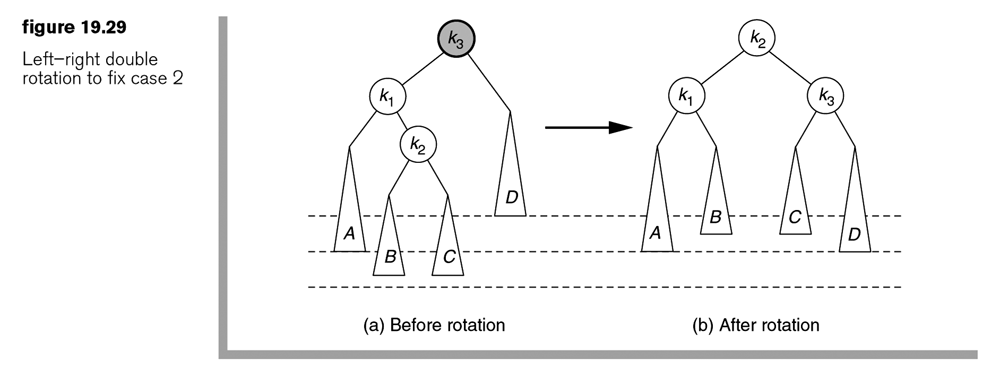 figure 19.29
Left–right double
rotation to fix case 2
k3
k1
k2
A
B
C
D
(a) Before rotation
k2
k1
k3
A
B
C
D
(b) After rotation